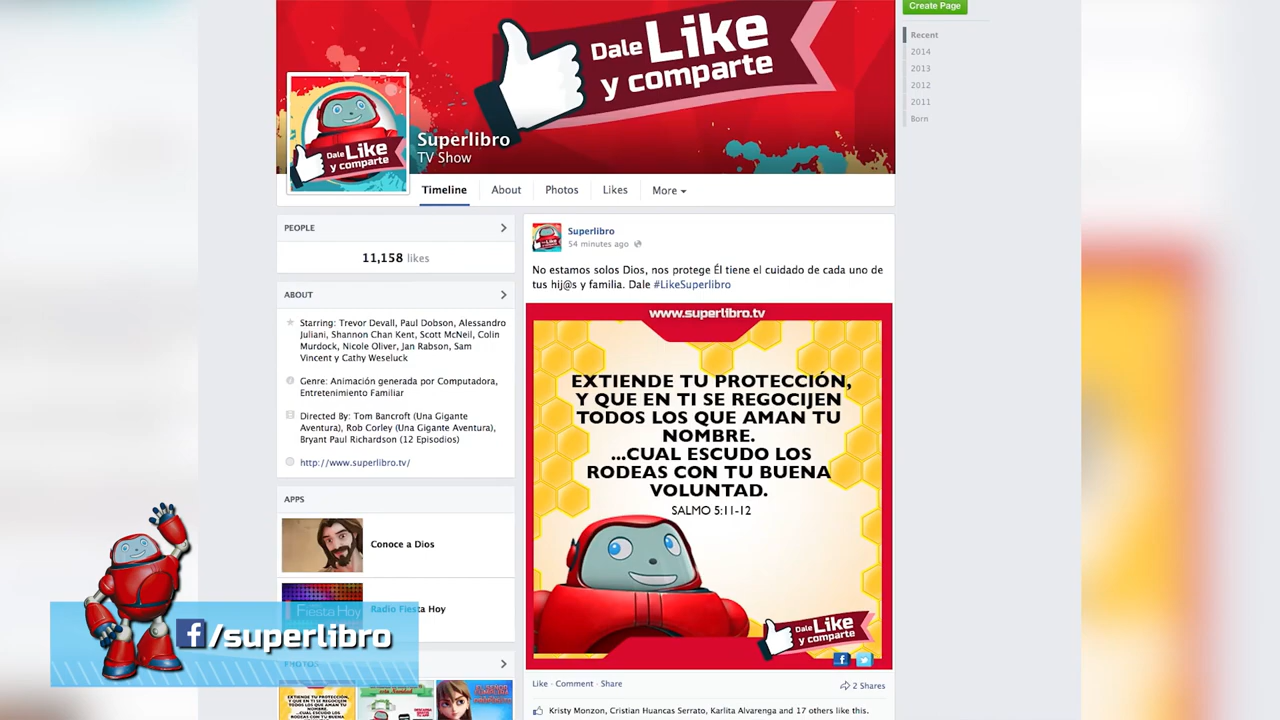 Dale Like
y comparte
Create Page
Recent
2014
2013
2012
2011
Born
Dale Like
y comparte
Superlibro
TV Show
Timeline
About
Photos
Likes
More
PEOPLE
11,158 likes
ABOUT
Starring: Trevor Devall, Paul Dobson, Alessandro
Juliani, Shannon Chan Kent, Scott McNeil, Colin
Murdock, Nicole Oliver, Jan Rabson, Sam
Vincent y Cathy Weseluck
Genre: Animación generada por Computadora,
Entretenimiento Familiar
Directed By: Tom Bancroft (Una Gigante
Aventura), Rob Corley (Una Gigante Aventura),
Bryant Paul Richardson (12 Episodios)
http://www.superlibro.tv/
APPS
Conoce a Dios
Fiesta Hoy
Radio Fiesta Hoy
PHOTOS
f/superlibro
Superlibro
54 minutes ago
No estamos solos Dios, nos protege Él tiene el cuidado de cada uno de
tus hij@s y familia. Dale #LikeSuperlibro
www.superlibro.tv
EXTIENDE TU PROTECCIÓN,
Y QUE EN TI SE REGOCIJEN
TODOS LOS QUE AMAN TU
NOMBRE.
...CUAL ESCUDO LOS
RODEAS CON TU BUENA
VOLUNTAD.
SALMO 5:11-12
Dale Like
y comparte
Like · Comment · Share
2 Shares
Kristy Monzon, Cristian Huancas Serrato, Karlita Alvarenga and 17 others like this.